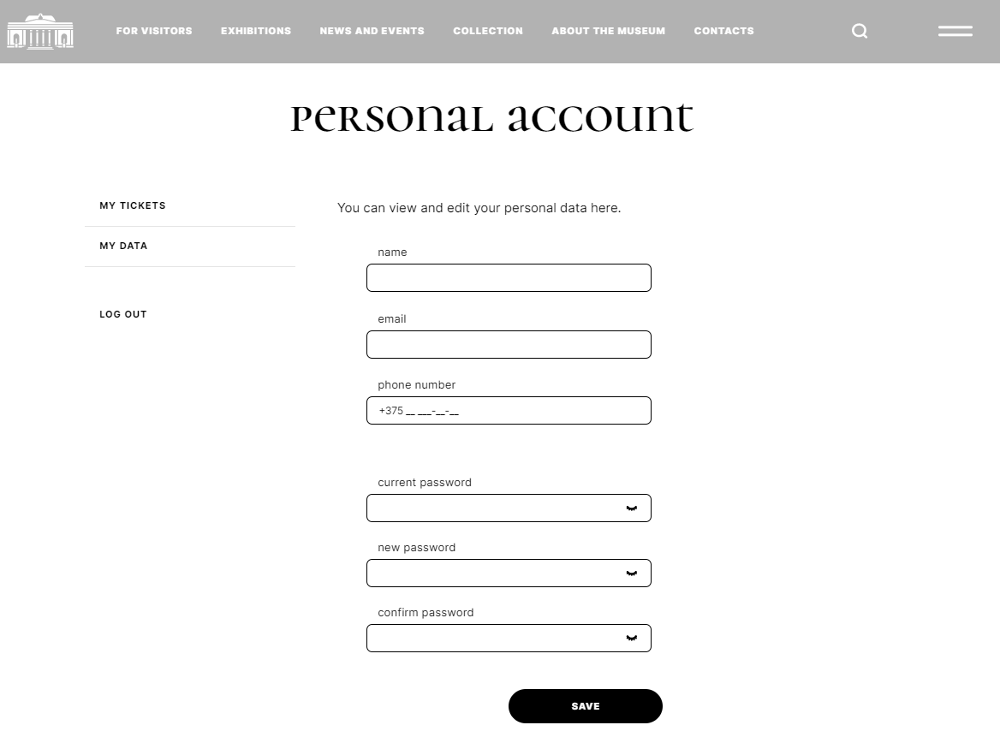 FOR VISITORS EXHIBITIONS NEWS AND EVENTS COLLECTION ABOUT THE MUSEUM CONTACTS
Personal account
MY TICKETS
MY DATA
LOG OUT
You can view and edit your personal data here.
name
email
phone number
+375 __ ___-__-__
current password
new password
confirm password
SAVE